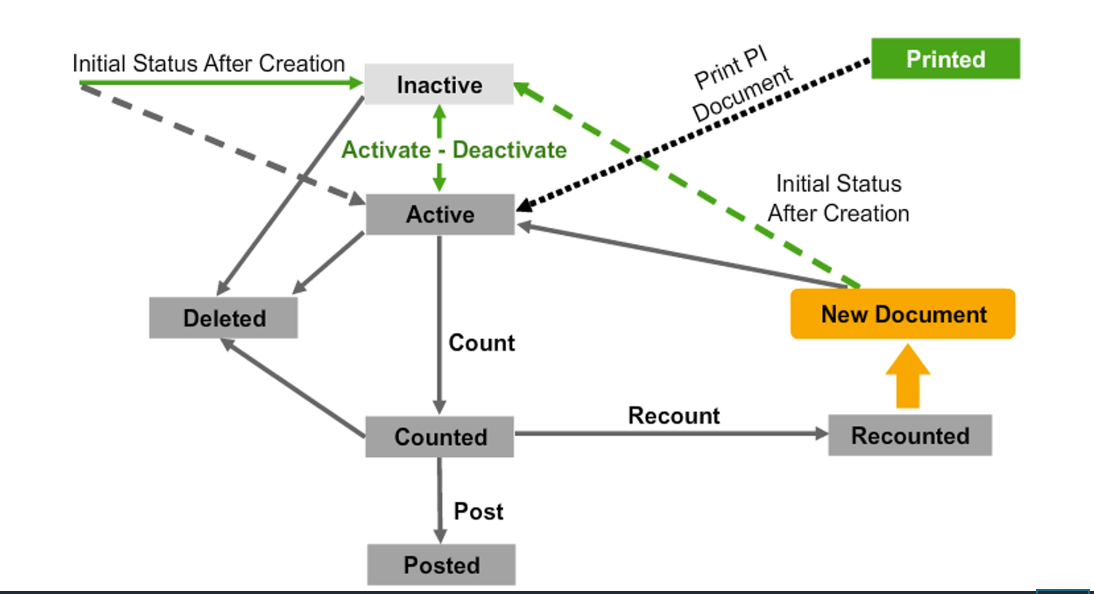 Initial Status After Creation
Inactive
Print PI
Document
Printed
Activate - Deactivate
Active
Initial Status
After Creation
Deleted
New Document
Count
Counted
Recount
Recounted
Post
Posted